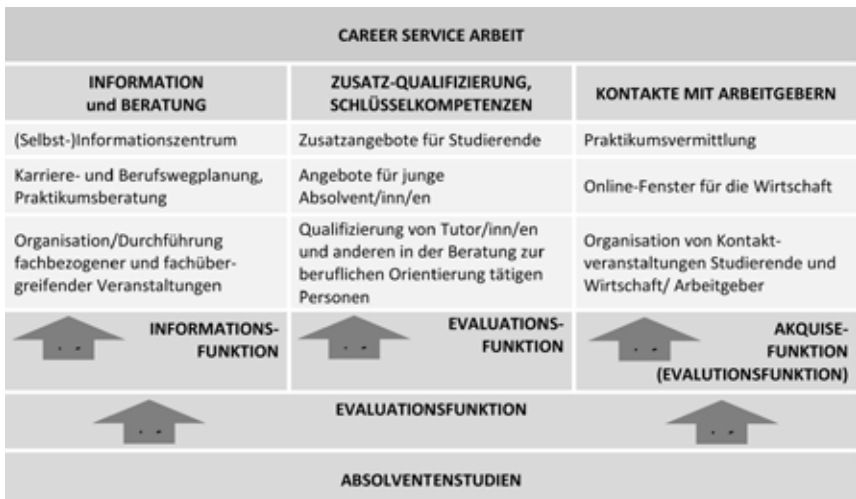 CAREER SERVICE ARBEIT
INFORMATION
und BERATUNG
ZUSATZ-QUALIFIZIERUNG,
SCHLÜSSELKOMPETENZEN
KONTAKTE MIT ARBEITGEBERN
(Selbst-)Informationszentrum
Zusatzangebote für Studierende
Praktikumsvermittlung
Karriere- und Berufswegplanung,
Praktikumsberatung
Angebote für junge
Absolvent/inn/en
Online-Fenster für die Wirtschaft
Organisation/Durchführung
fachbezogener und fachüber-
greifender Veranstaltungen
Qualifizierung von Tutor/inn/en
und anderen in der Beratung zur
beruflichen Orientierung tätigen
Personen
Organisation von Kontakt-
veranstaltungen Studierende und
Wirtschaft/ Arbeitgeber
INFORMATIONS-
FUNKTION
EVALUATIONS-
FUNKTION
AKQUISE-
FUNKTION
(EVALUTIONSFUNKTION)
EVALUATIONSFUNKTION
ABSOLVENTENSTUDIEN